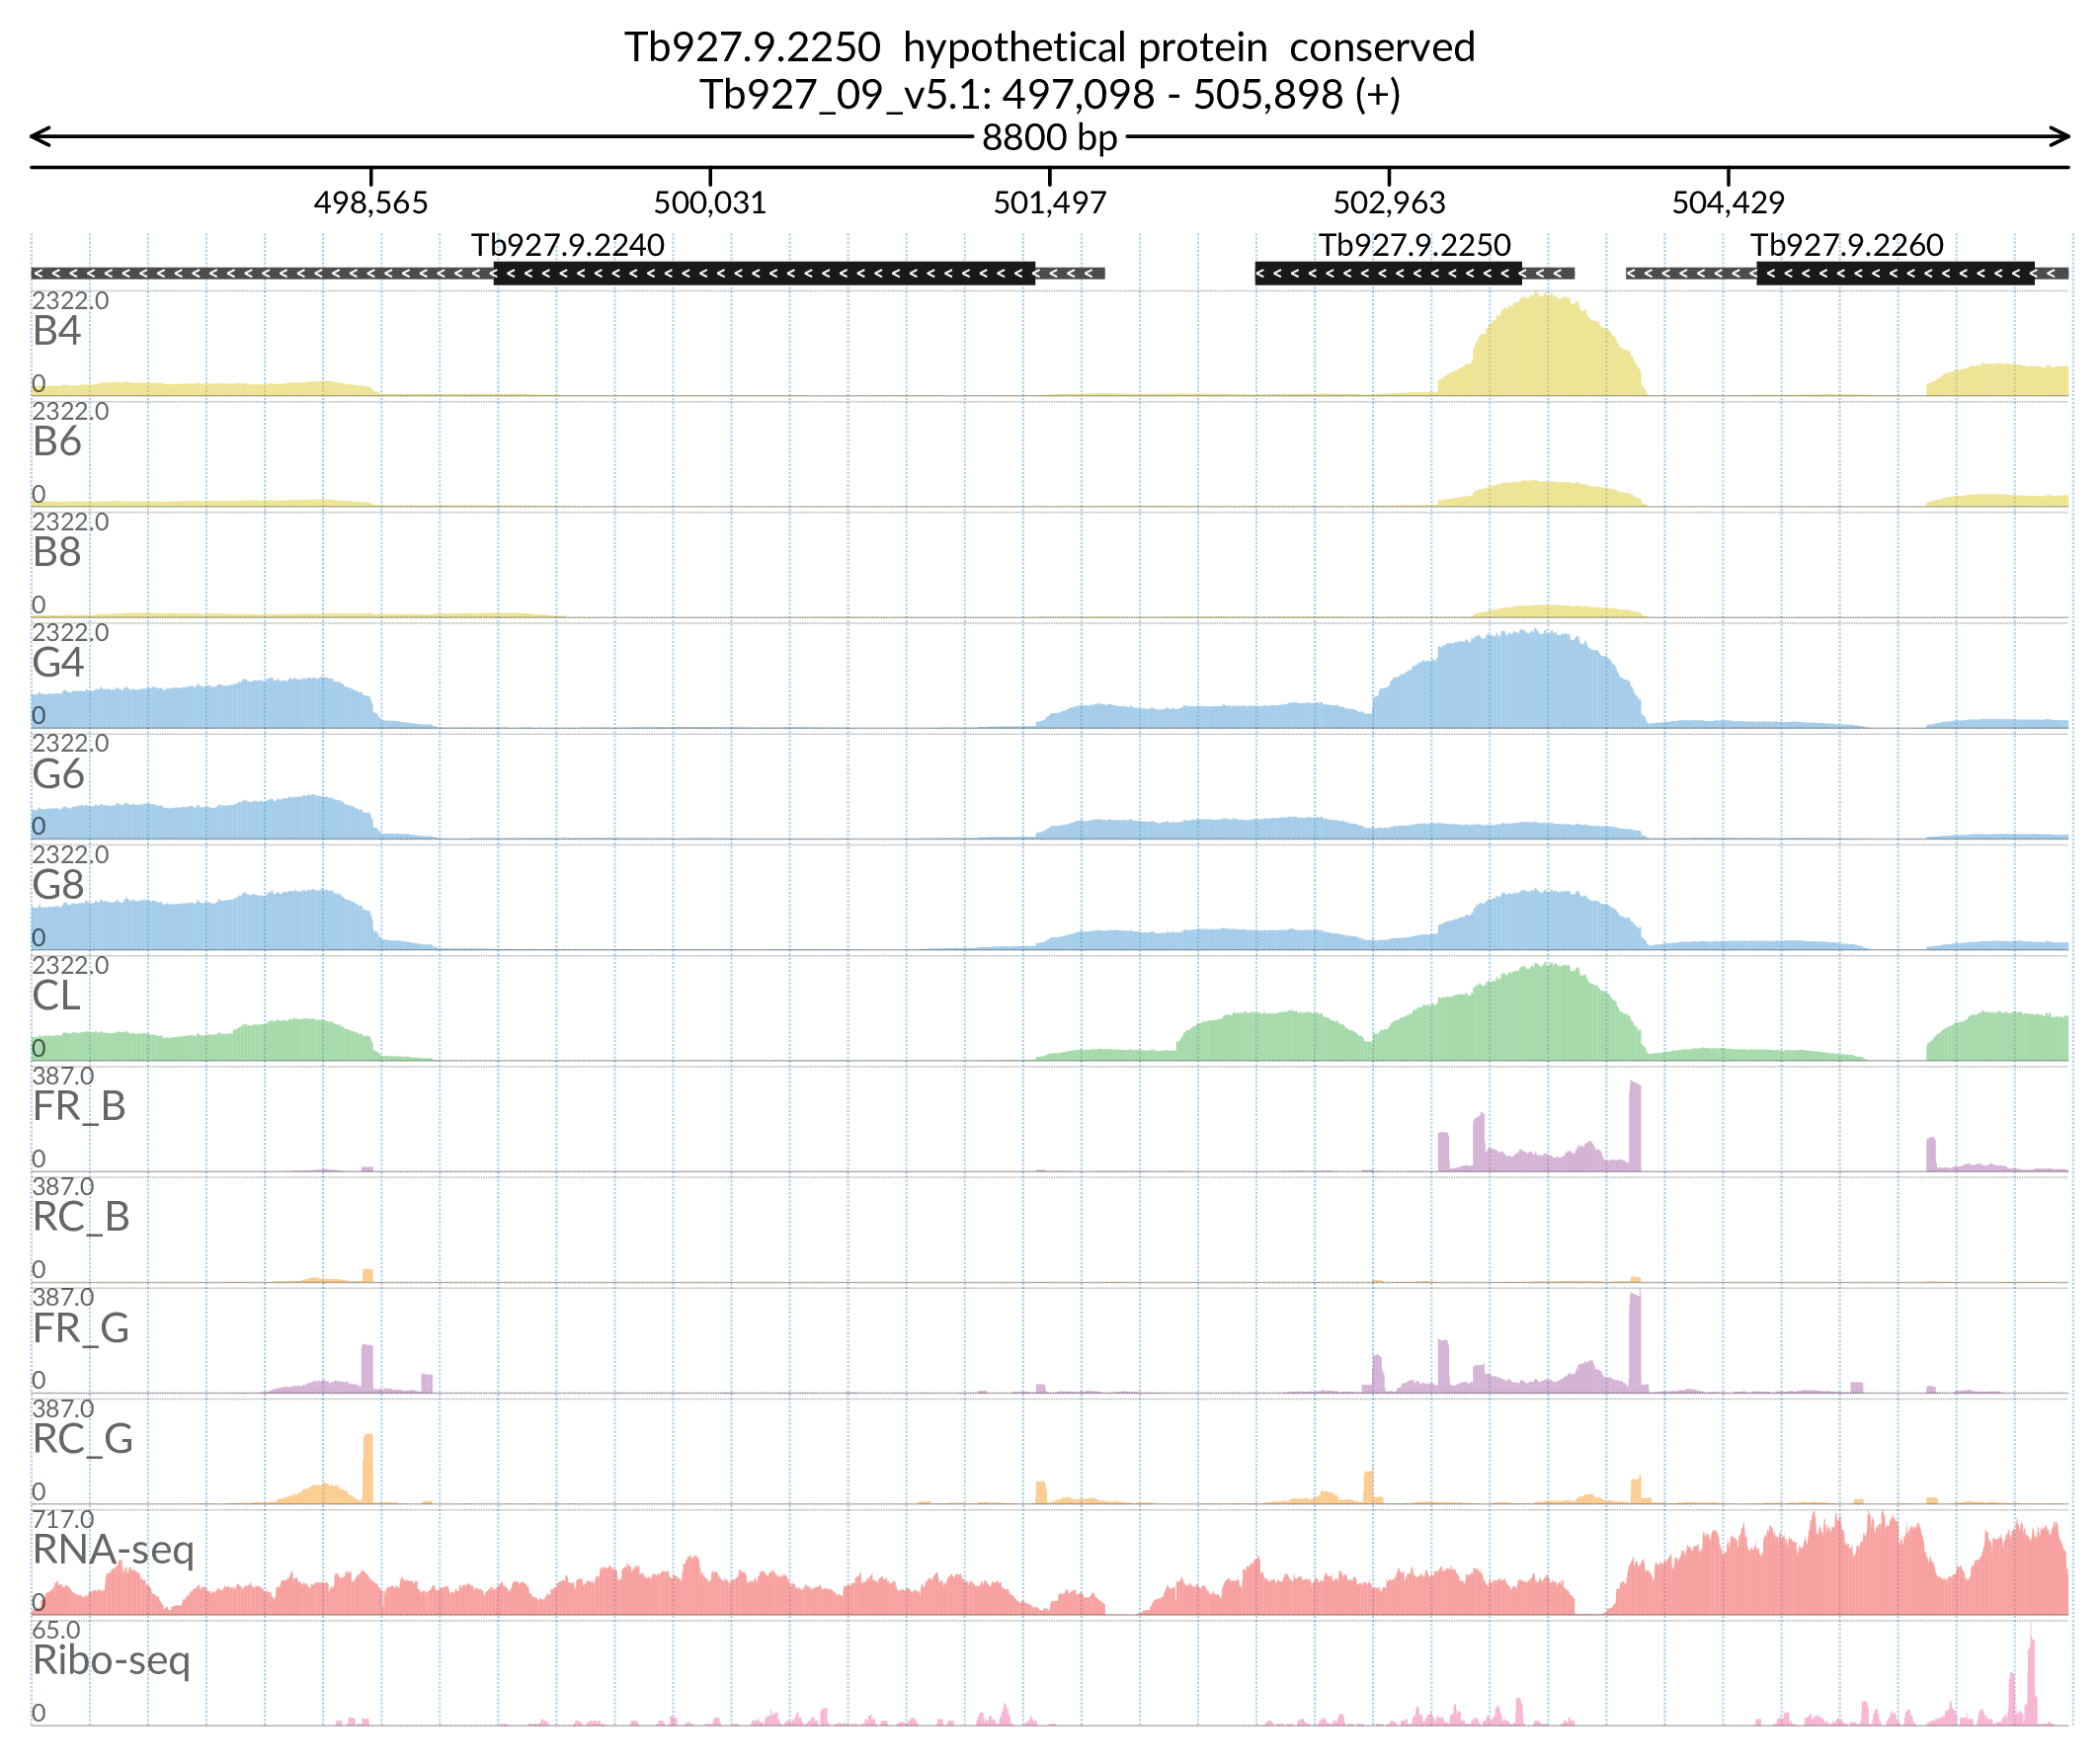 Tb927.9.2250 hypothetical protein conserved
Tb927_09_v5.1: 497,098 - 505,898 (+)
8800 bp
498,565 500,031 501,497 502,963 504,429
Tb927.9.2240 Tb927.9.2250 Tb927.9.2260
2322.0
B4
0
2322.0
B6
0
2322.0
B8
0
2322.0
G4
0
2322.0
G6
0
2322.0
G8
0
2322.0
CL
0
387.0
FR_B
0
387.0
RC_B
0
387.0
FR_G
0
387.0
RC_G
0
717.0
RNA-seq
0
65.0
Ribo-seq
0